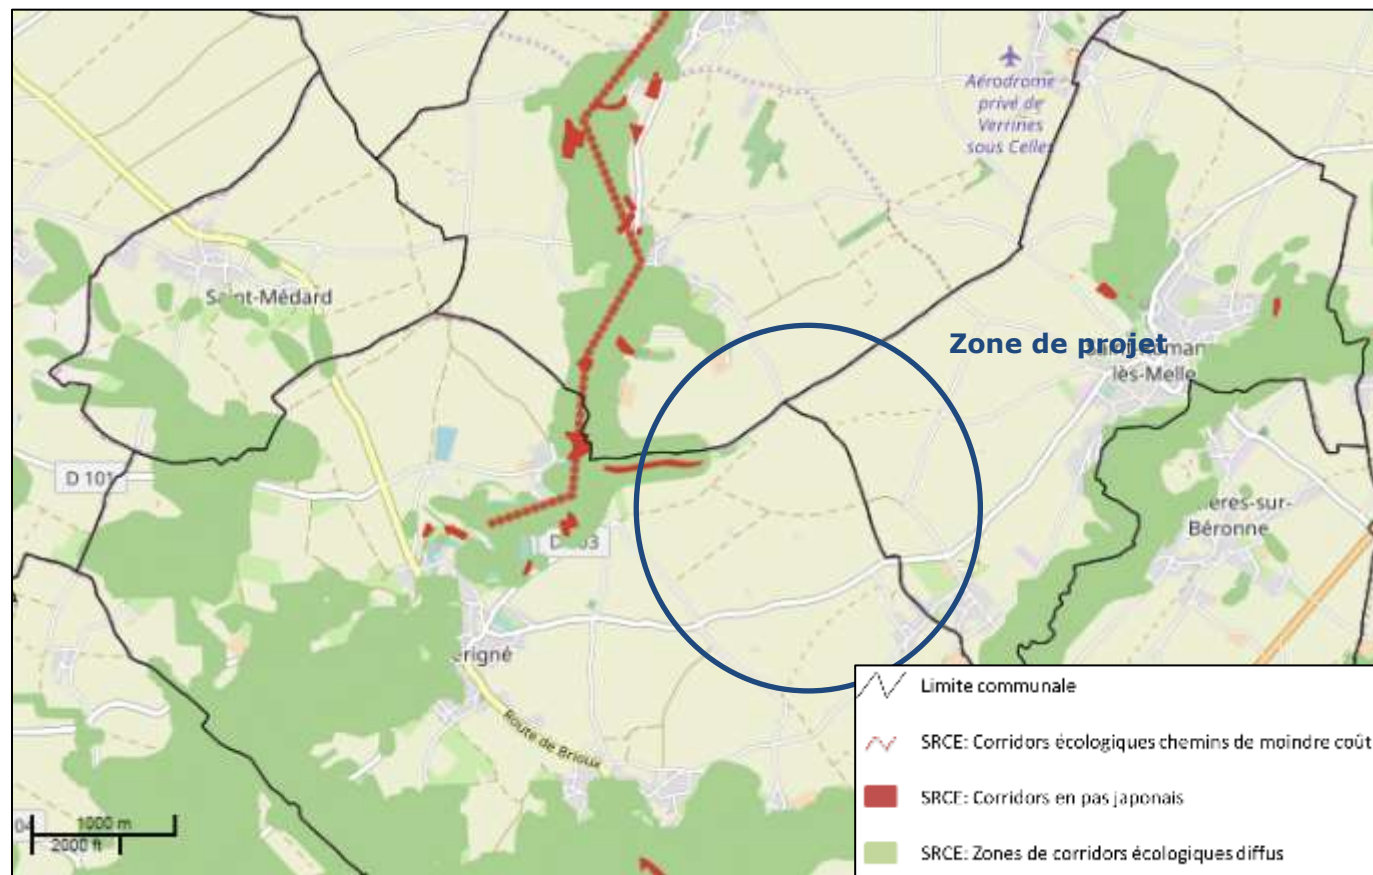 Aérodrome
privé de
Verrines
sous Celles
Saint-Médard
Zone de projet
lès-Melle
D 101
Béronne
Route de Brioux
1000 m
2000 ft
Limite communale
SRCE: Corridors écologiques chemins de moindre coût
SRCE: Corridors en pas japonais
SRCE: Zones de corridors écologiques diffus